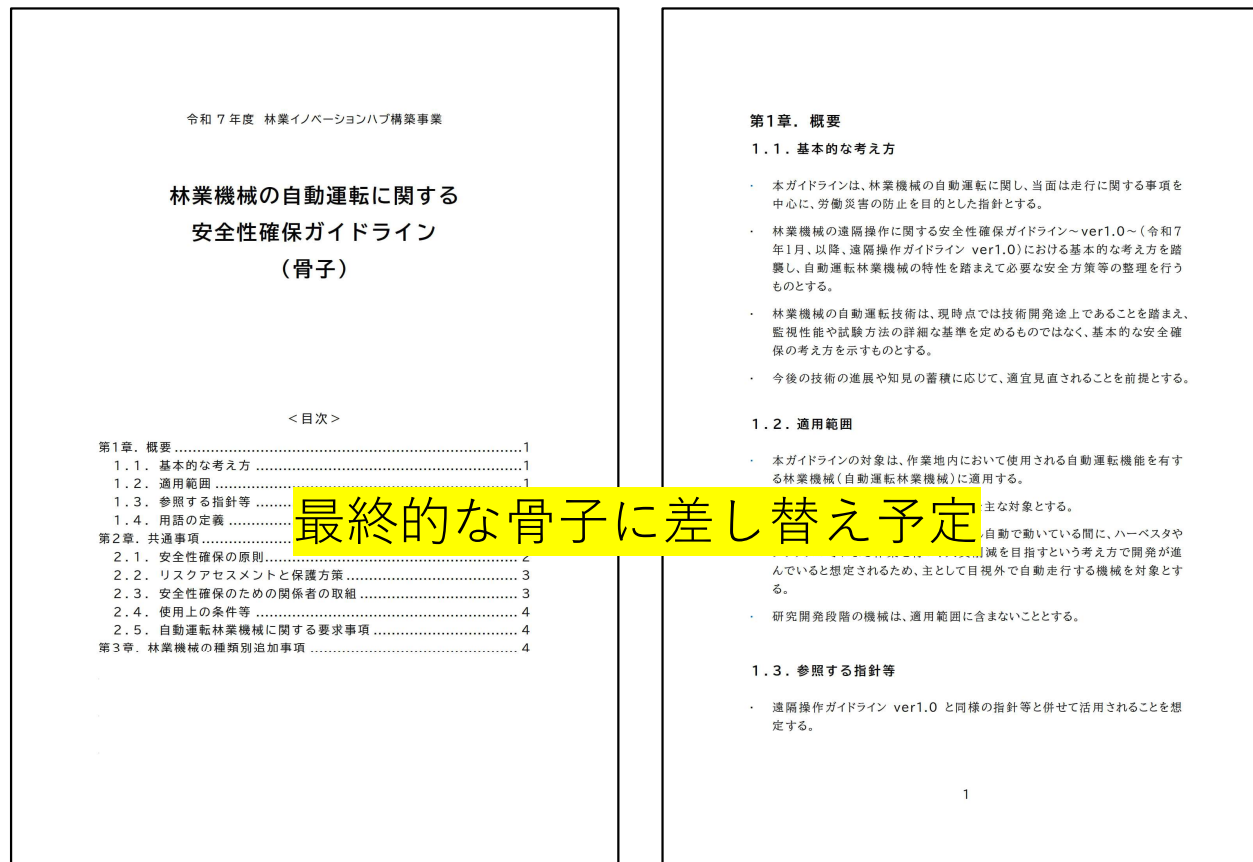 令和７年度 林業イノベーションハブ構築事業
林業機械の自動運転に関する
安全性確保ガイドライン
（骨子）
＜目次＞
第1章．概要 ..... 1
1.1．基本的な考え方 ..... 1
1.2．適用範囲 ..... 1
1.3．参照する指針等
1.4．用語の定義
第2章．共通事項
2.1．安全性確保の原則 ..... 2
2.2．リスクアセスメントと保護方策 ..... 3
2.3．安全性確保のための関係者の取組 ..... 3
2.4．使用上の条件等 ..... 4
2.5．自動運転林業機械に関する要求事項 ..... 4
第3章．林業機械の種類別追加事項 ..... 4
最終的な骨子に差し替え予定
第1章．概要
1.1．基本的な考え方
・ 本ガイドラインは、林業機械の自動運転に関し、当面は走行に関する事項を
中心に、労働災害の防止を目的とした指針とする。
・ 林業機械の遠隔操作に関する安全性確保ガイドライン～ver1.0～（令和７
年1月、以降、遠隔操作ガイドライン ver1.0）における基本的な考え方を踏
襲し、自動運転林業機械の特性を踏まえて必要な安全方策等の整理を行う
ものとする。
・ 林業機械の自動運転技術は、現時点では技術開発途上であることを踏まえ、
監視性能や試験方法の詳細な基準を定めるものではなく、基本的な安全確
保の考え方を示すものとする。
・ 今後の技術の進展や知見の蓄積に応じて、適宜見直されることを前提とする。
1.2．適用範囲
・ 本ガイドラインの対象は、作業地内において使用される自動運転機能を有す
る林業機械（自動運転林業機械）に適用する。
主な対象とする。
自動で動いている間に、ハーベスタや
減を目指すという考え方で開発が進
んでいると想定されるため、主として目視外で自動走行する機械を対象とす
る。
・ 研究開発段階の機械は、適用範囲に含まないこととする。
1.3．参照する指針等
・ 遠隔操作ガイドライン ver1.0 と同様の指針等と併せて活用されることを想
定する。
1